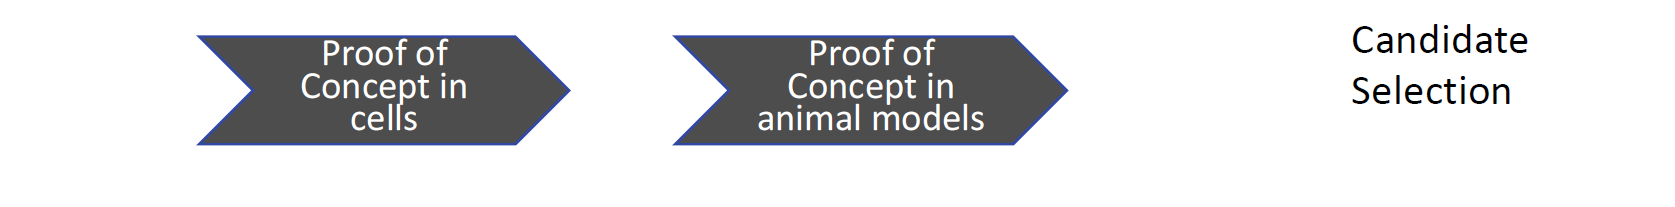 Proof of
Concept in
cells
Proof of
Concept in
animal models
Candidate
Selection